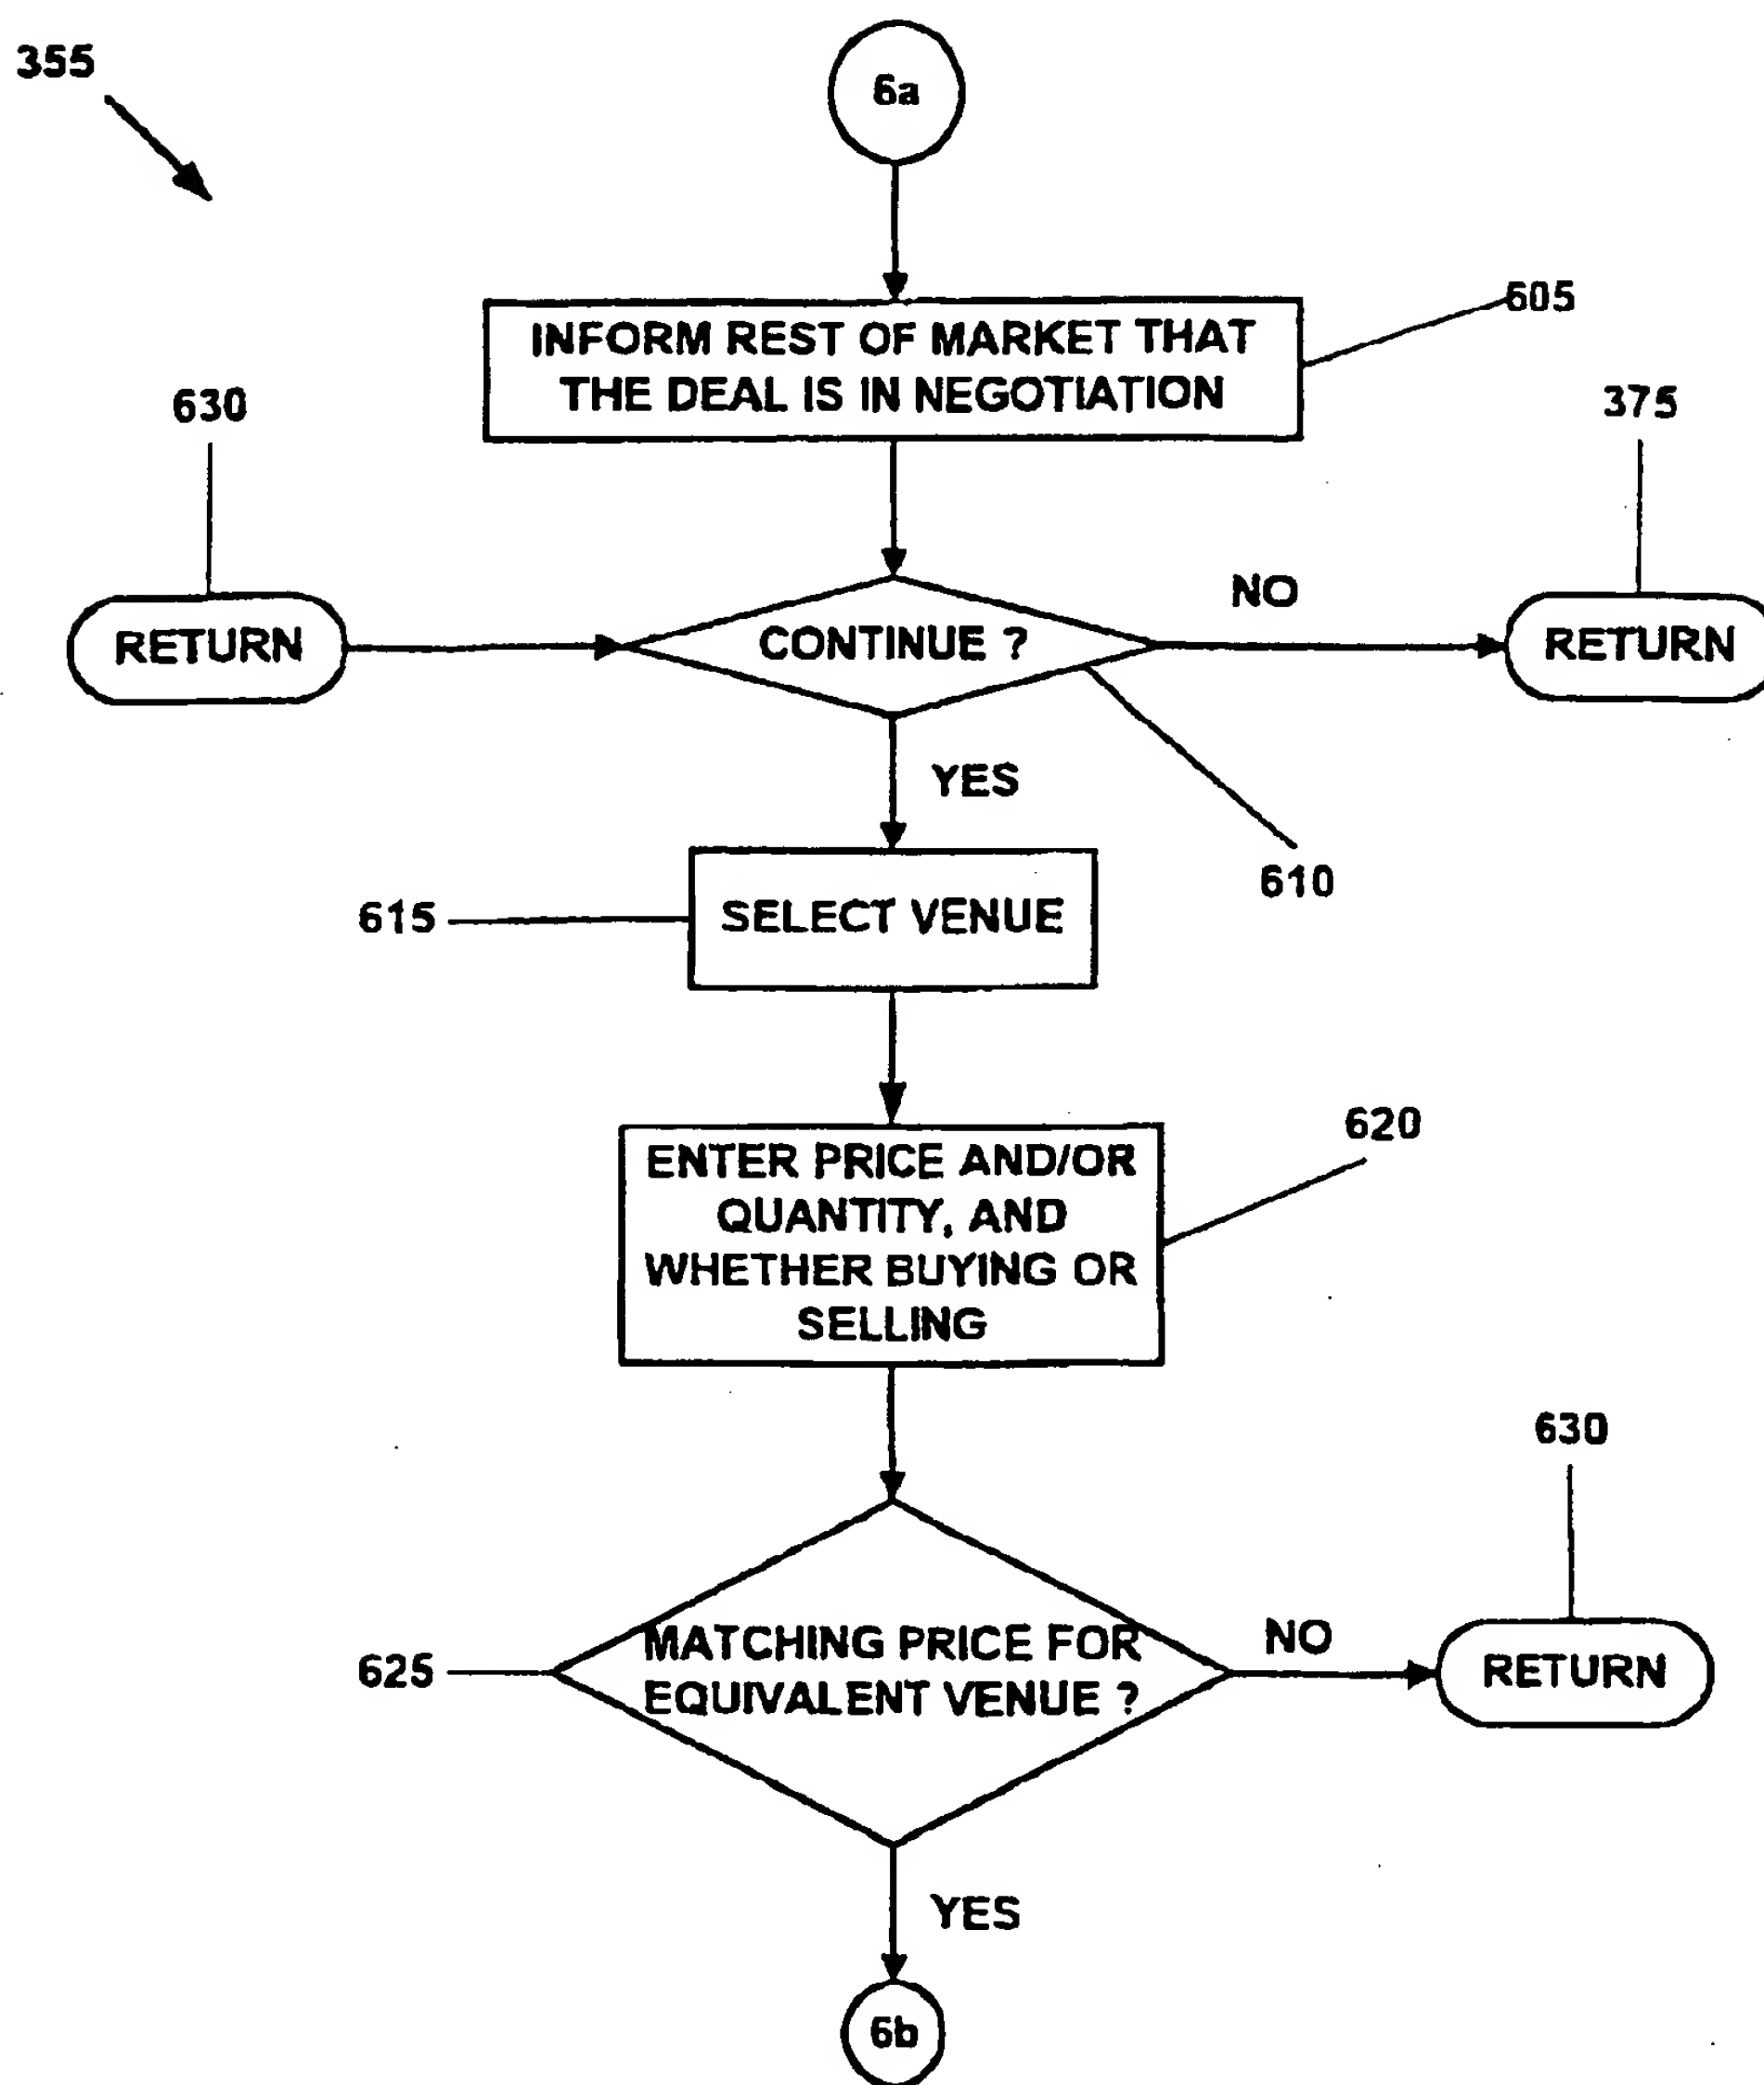 355
6a
INFORM REST OF MARKET THAT
THE DEAL IS IN NEGOTIATION
605
630
375
RETURN
CONTINUE ?
NO
RETURN
YES
610
615
SELECT VENUE
620
ENTER PRICE AND/OR
QUANTITY, AND
WHETHER BUYING OR
SELLING
630
625
MATCHING PRICE FOR
EQUIVALENT VENUE ?
NO
RETURN
YES
6b